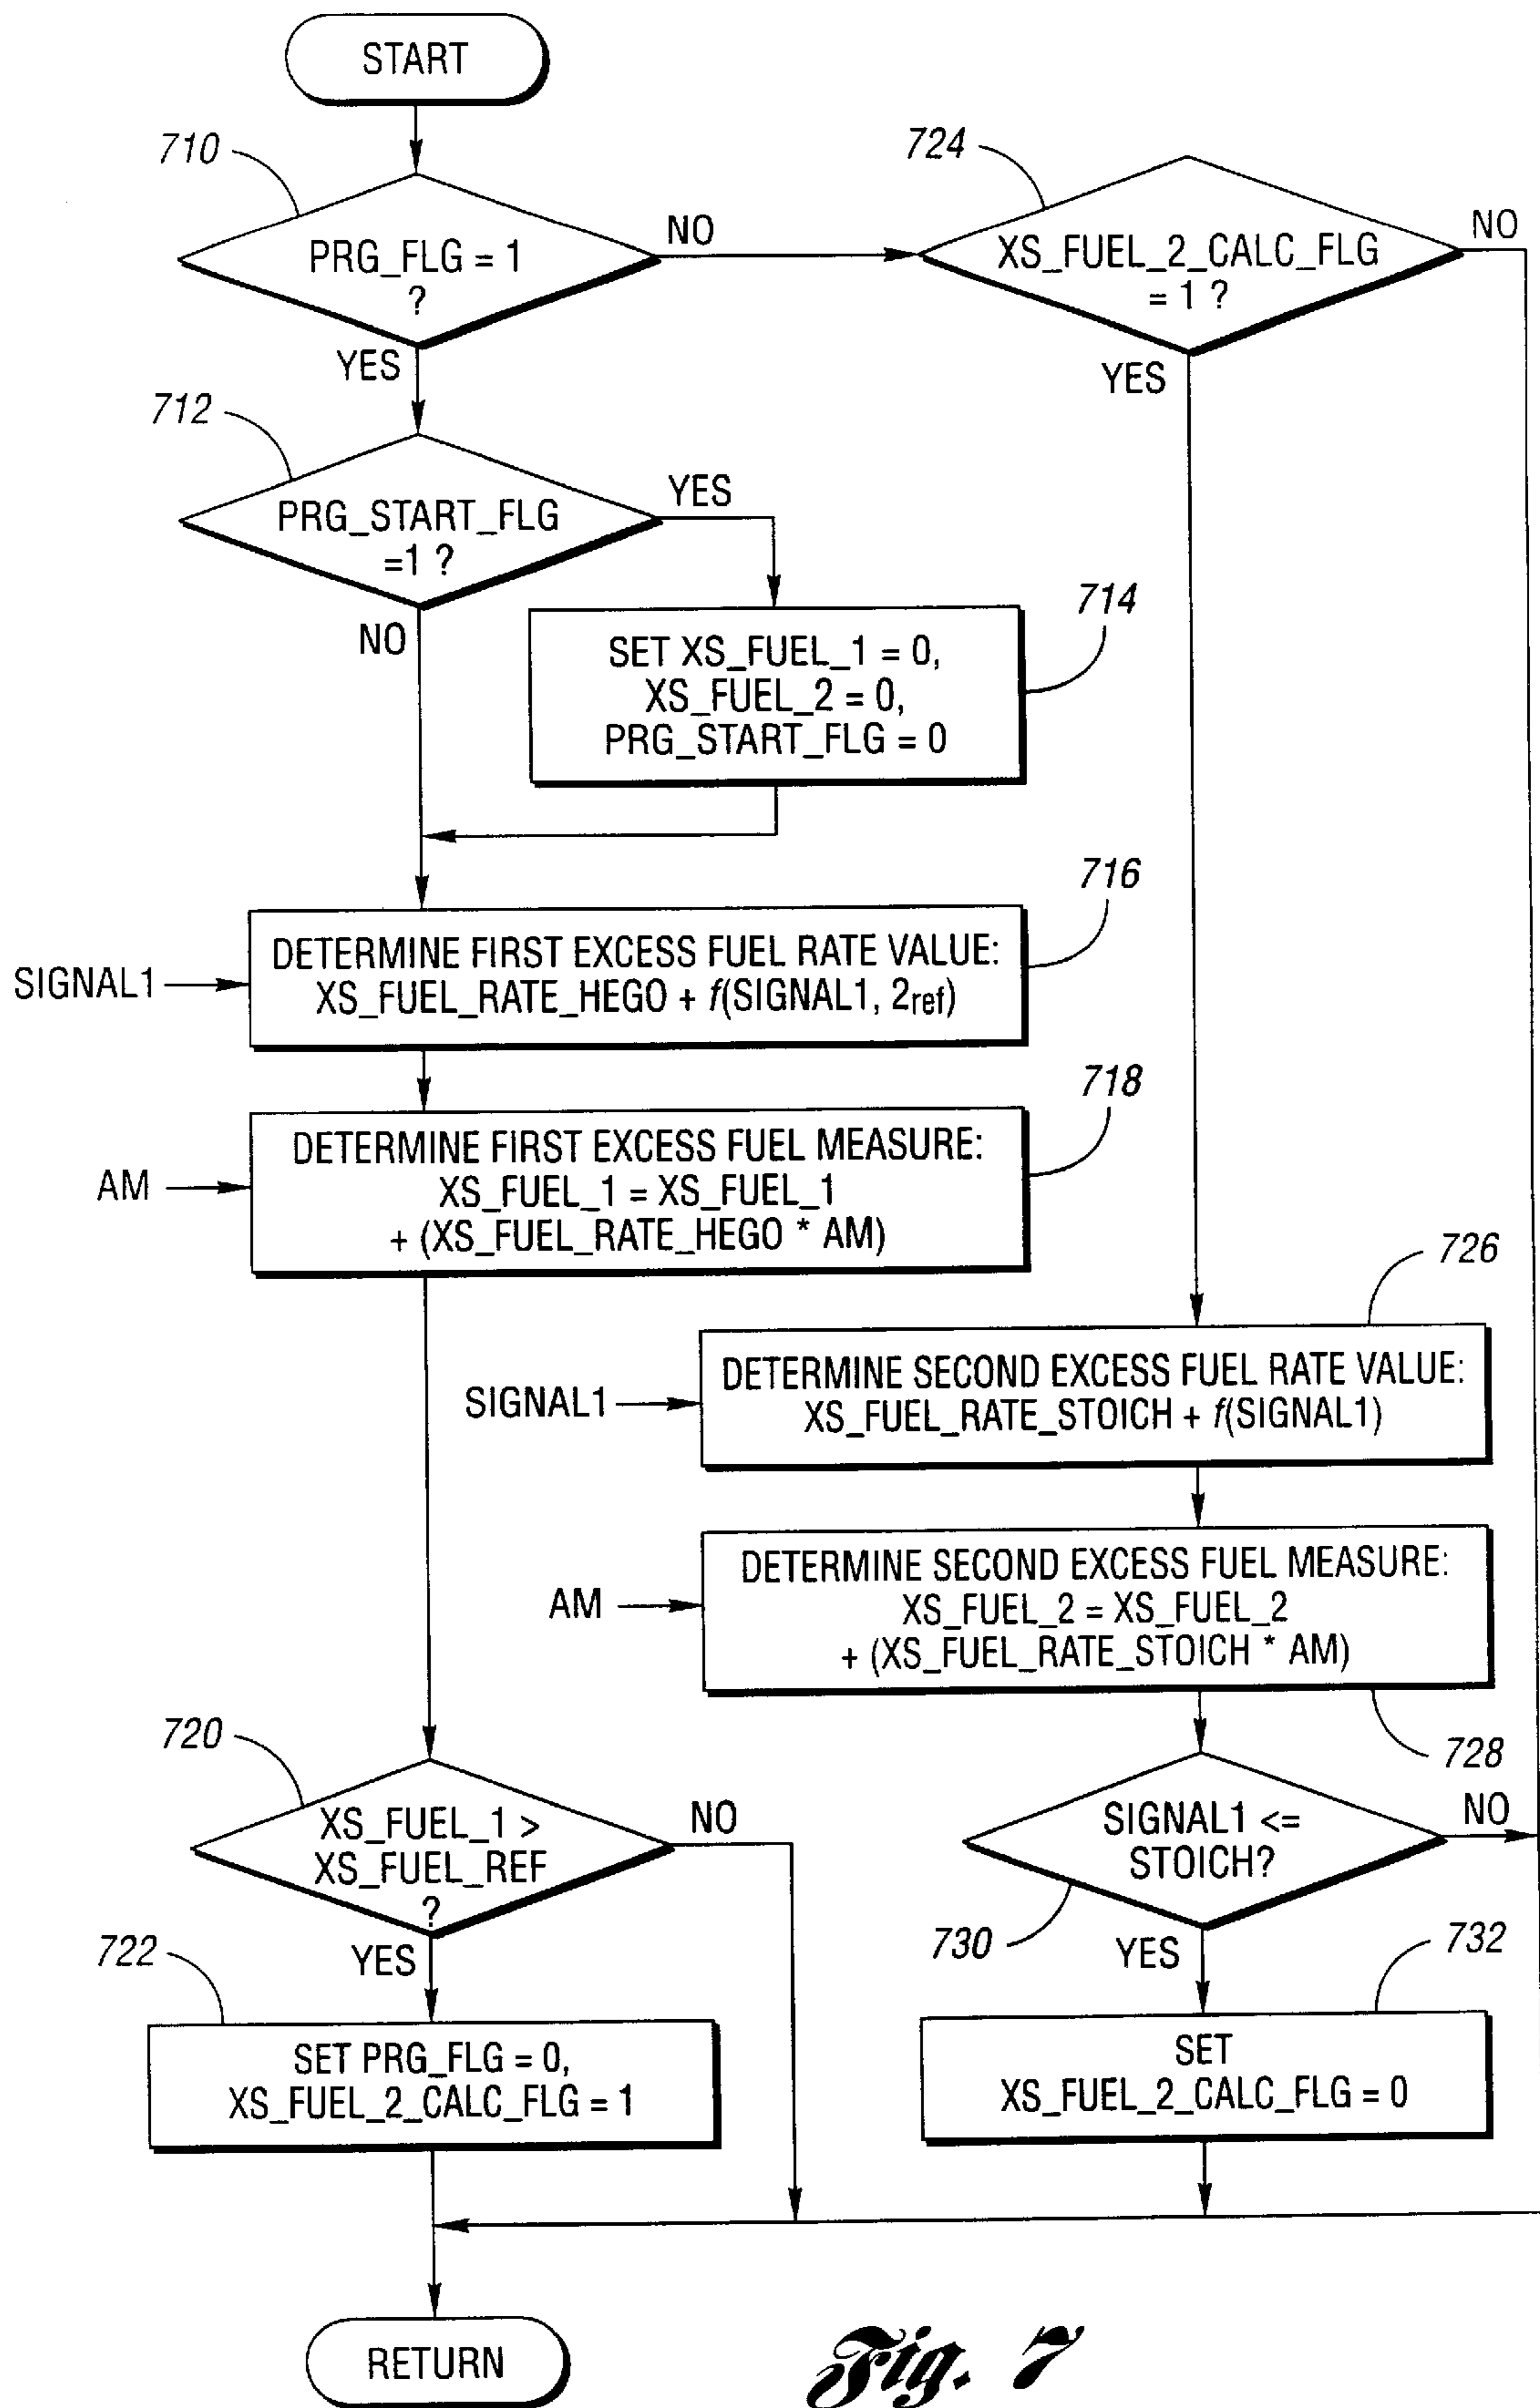 START
710
PRG_FLG = 1
?
NO
YES
724
XS_FUEL_2_CALC_FLG
= 1 ?
NO
YES
712
PRG_START_FLG
=1 ?
YES
NO
714
SET XS_FUEL_1 = 0,
XS_FUEL_2 = 0,
PRG_START_FLG = 0
716
SIGNAL1
DETERMINE FIRST EXCESS FUEL RATE VALUE:
XS_FUEL_RATE_HEGO + f(SIGNAL1, 2ref)
718
AM
DETERMINE FIRST EXCESS FUEL MEASURE:
XS_FUEL_1 = XS_FUEL_1
+ (XS_FUEL_RATE_HEGO * AM)
726
SIGNAL1
DETERMINE SECOND EXCESS FUEL RATE VALUE:
XS_FUEL_RATE_STOICH + f(SIGNAL1)
AM
DETERMINE SECOND EXCESS FUEL MEASURE:
XS_FUEL_2 = XS_FUEL_2
+ (XS_FUEL_RATE_STOICH * AM)
728
720
XS_FUEL_1 >
XS_FUEL_REF
?
NO
YES
SIGNAL1 <=
STOICH?
NO
730
YES
722
SET PRG_FLG = 0,
XS_FUEL_2_CALC_FLG = 1
732
SET
XS_FUEL_2_CALC_FLG = 0
RETURN
Fig. 7